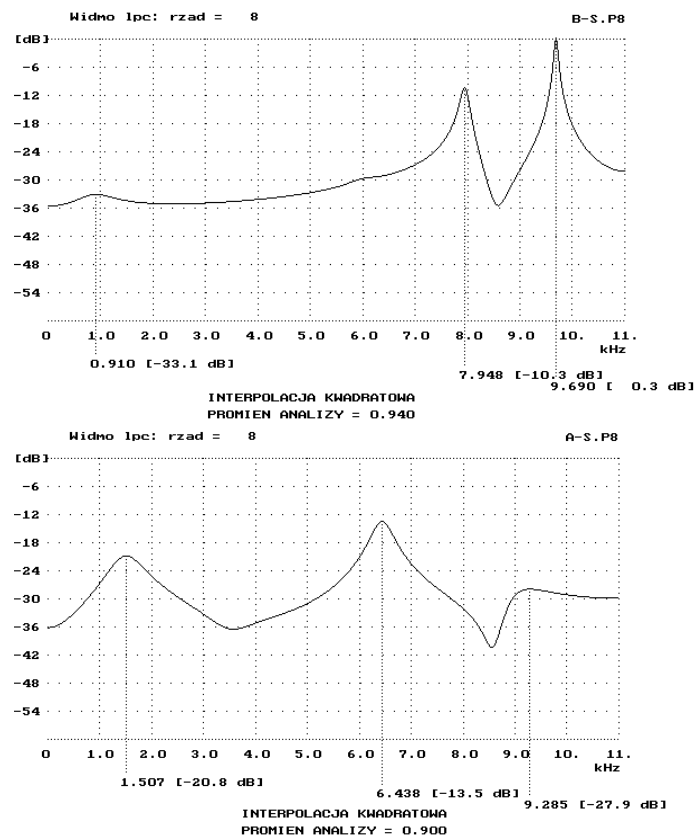 Widmo lpc: rzad = 8 B-S.P8
[dB]
-6
-12
-18
-24
-30
-36
-42
-48
-54
0 1.0 2.0 3.0 4.0 5.0 6.0 7.0 8.0 9.0 10. 11.
kHz
0.910 [-33.1 dB]
7.948 [-10.3 dB]
9.690 [ 0.3 dB]
INTERPOLACJA KWADRATOWA
PROMIEN ANALIZY = 0.940
Widmo lpc: rzad = 8 A-S.P8
[dB]
-6
-12
-18
-24
-30
-36
-42
-48
-54
0 1.0 2.0 3.0 4.0 5.0 6.0 7.0 8.0 9.0 10. 11.
kHz
1.507 [-20.8 dB]
6.438 [-13.5 dB]
9.285 [-27.9 dB]
INTERPOLACJA KWADRATOWA
PROMIEN ANALIZY = 0.900